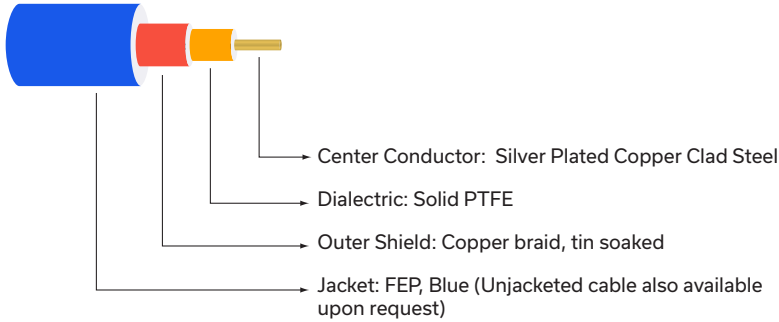 Center Conductor: Silver Plated Copper Clad Steel
Dialectric: Solid PTFE
Outer Shield: Copper braid, tin soaked
Jacket: FEP, Blue (Unjacketed cable also available
upon request)